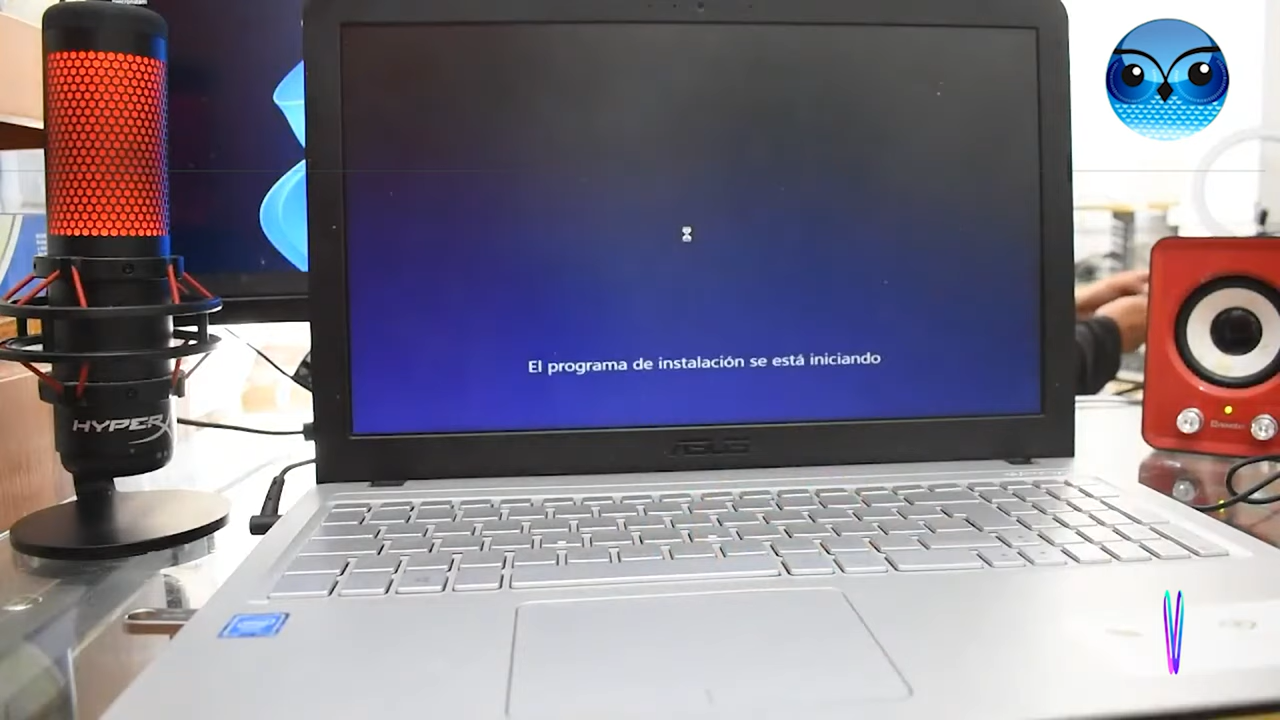 El programa de instalación se está iniciando
ASUS
HYPERX